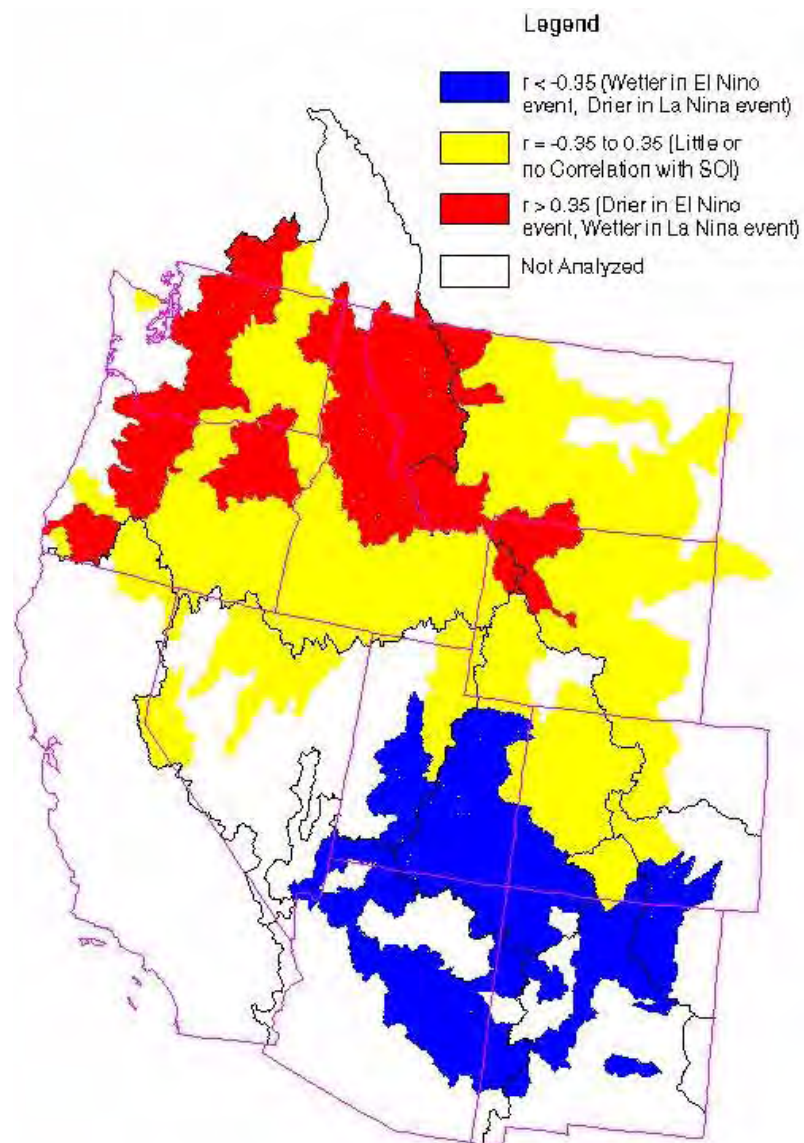 Legend
r < -0.35 (Wetter in El Nino
event, Drier in La Nina event)
r = -0.35 to 0.35 (Little or
no Correlation with SOI)
r > 0.35 (Drier in El Nino
event, Wetter in La Nina event)
Not Analyzed